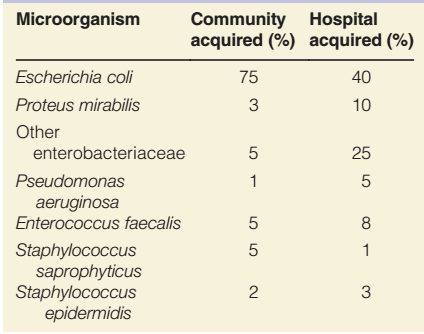 Microorganism Community Hospital
acquired (%) acquired (%)
Escherichia coli 75 40
Proteus mirabilis 3 10
Other
enterobacteriaceae 5 25
Pseudomonas 1 5
aeruginosa
Enterococcus faecalis 5 8
Staphylococcus 5 1
saprophyticus
Staphylococcus 2 3
epidermidis